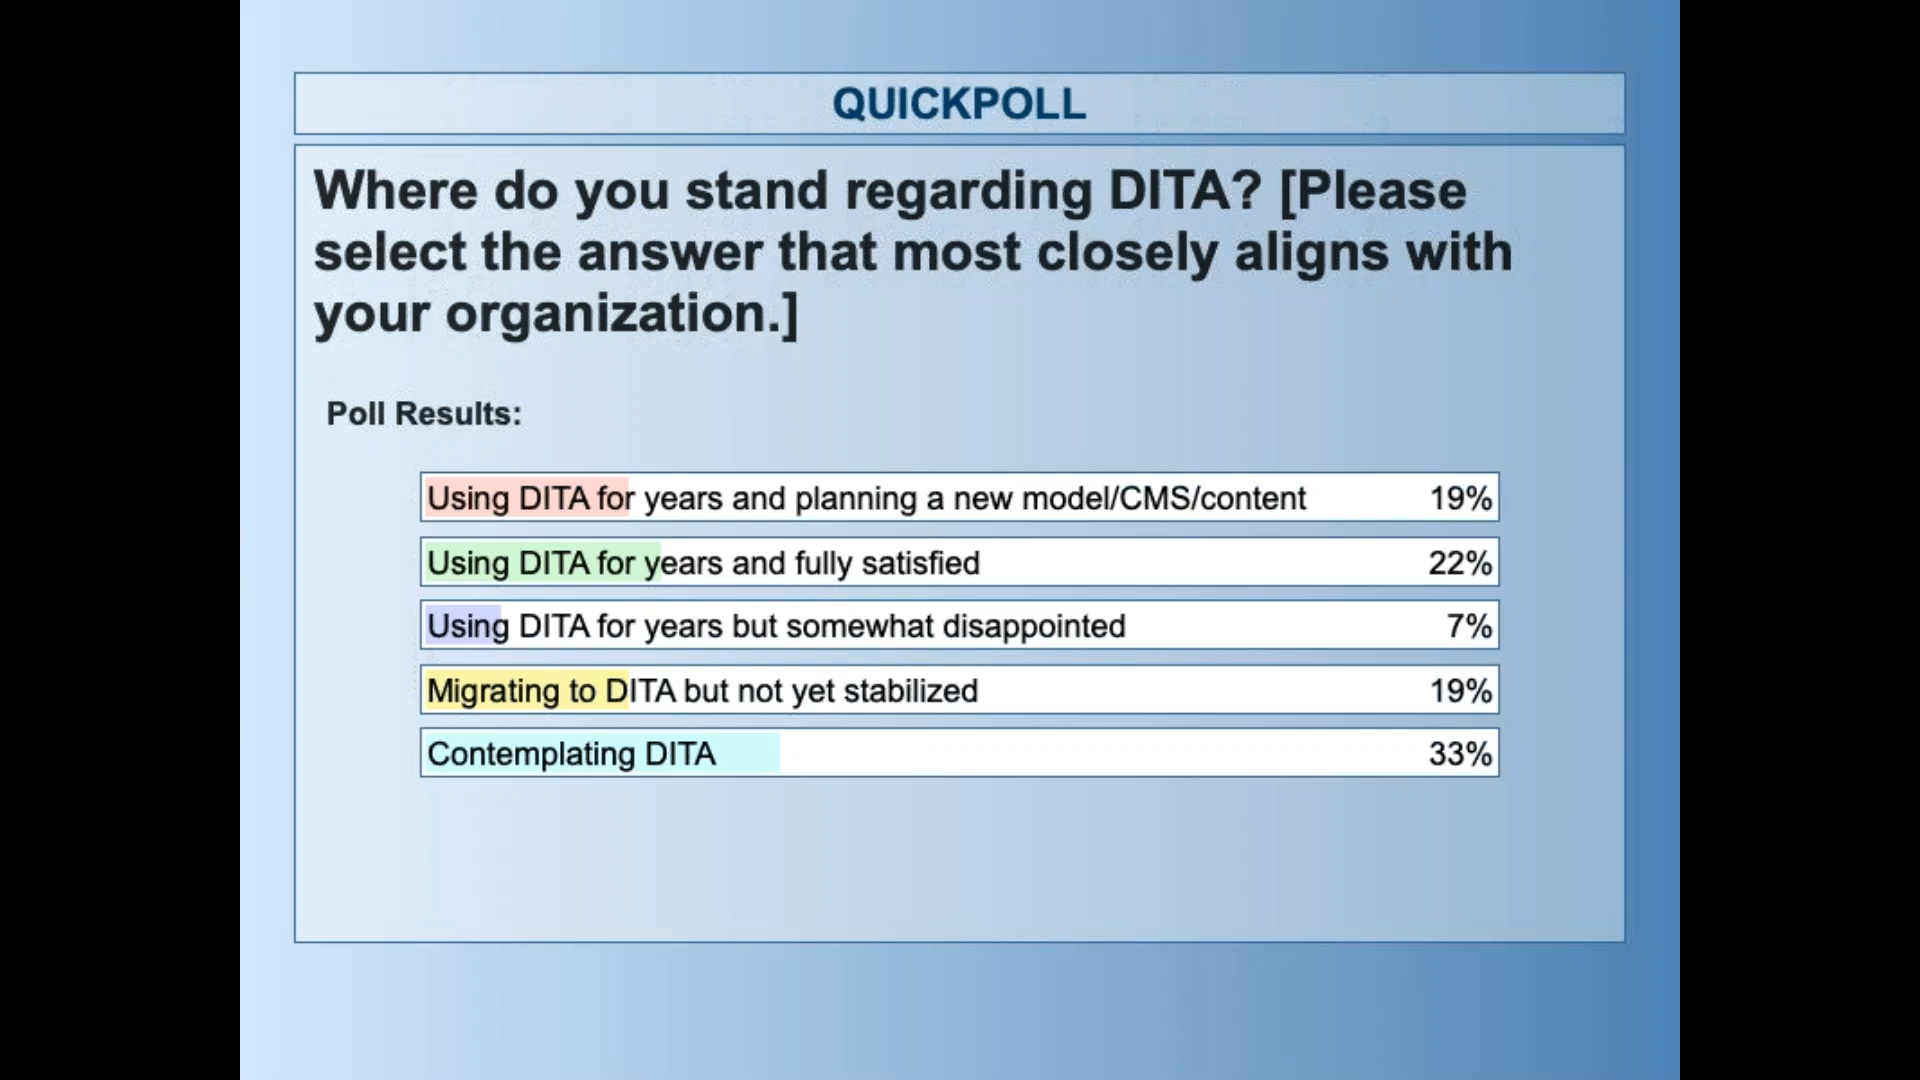 QUICKPOLL
Where do you stand regarding DITA? [Please
select the answer that most closely aligns with
your organization.]
Poll Results:
Using DITA for years and planning a new model/CMS/content 19%
Using DITA for years and fully satisfied 22%
Using DITA for years but somewhat disappointed 7%
Migrating to DITA but not yet stabilized 19%
Contemplating DITA 33%